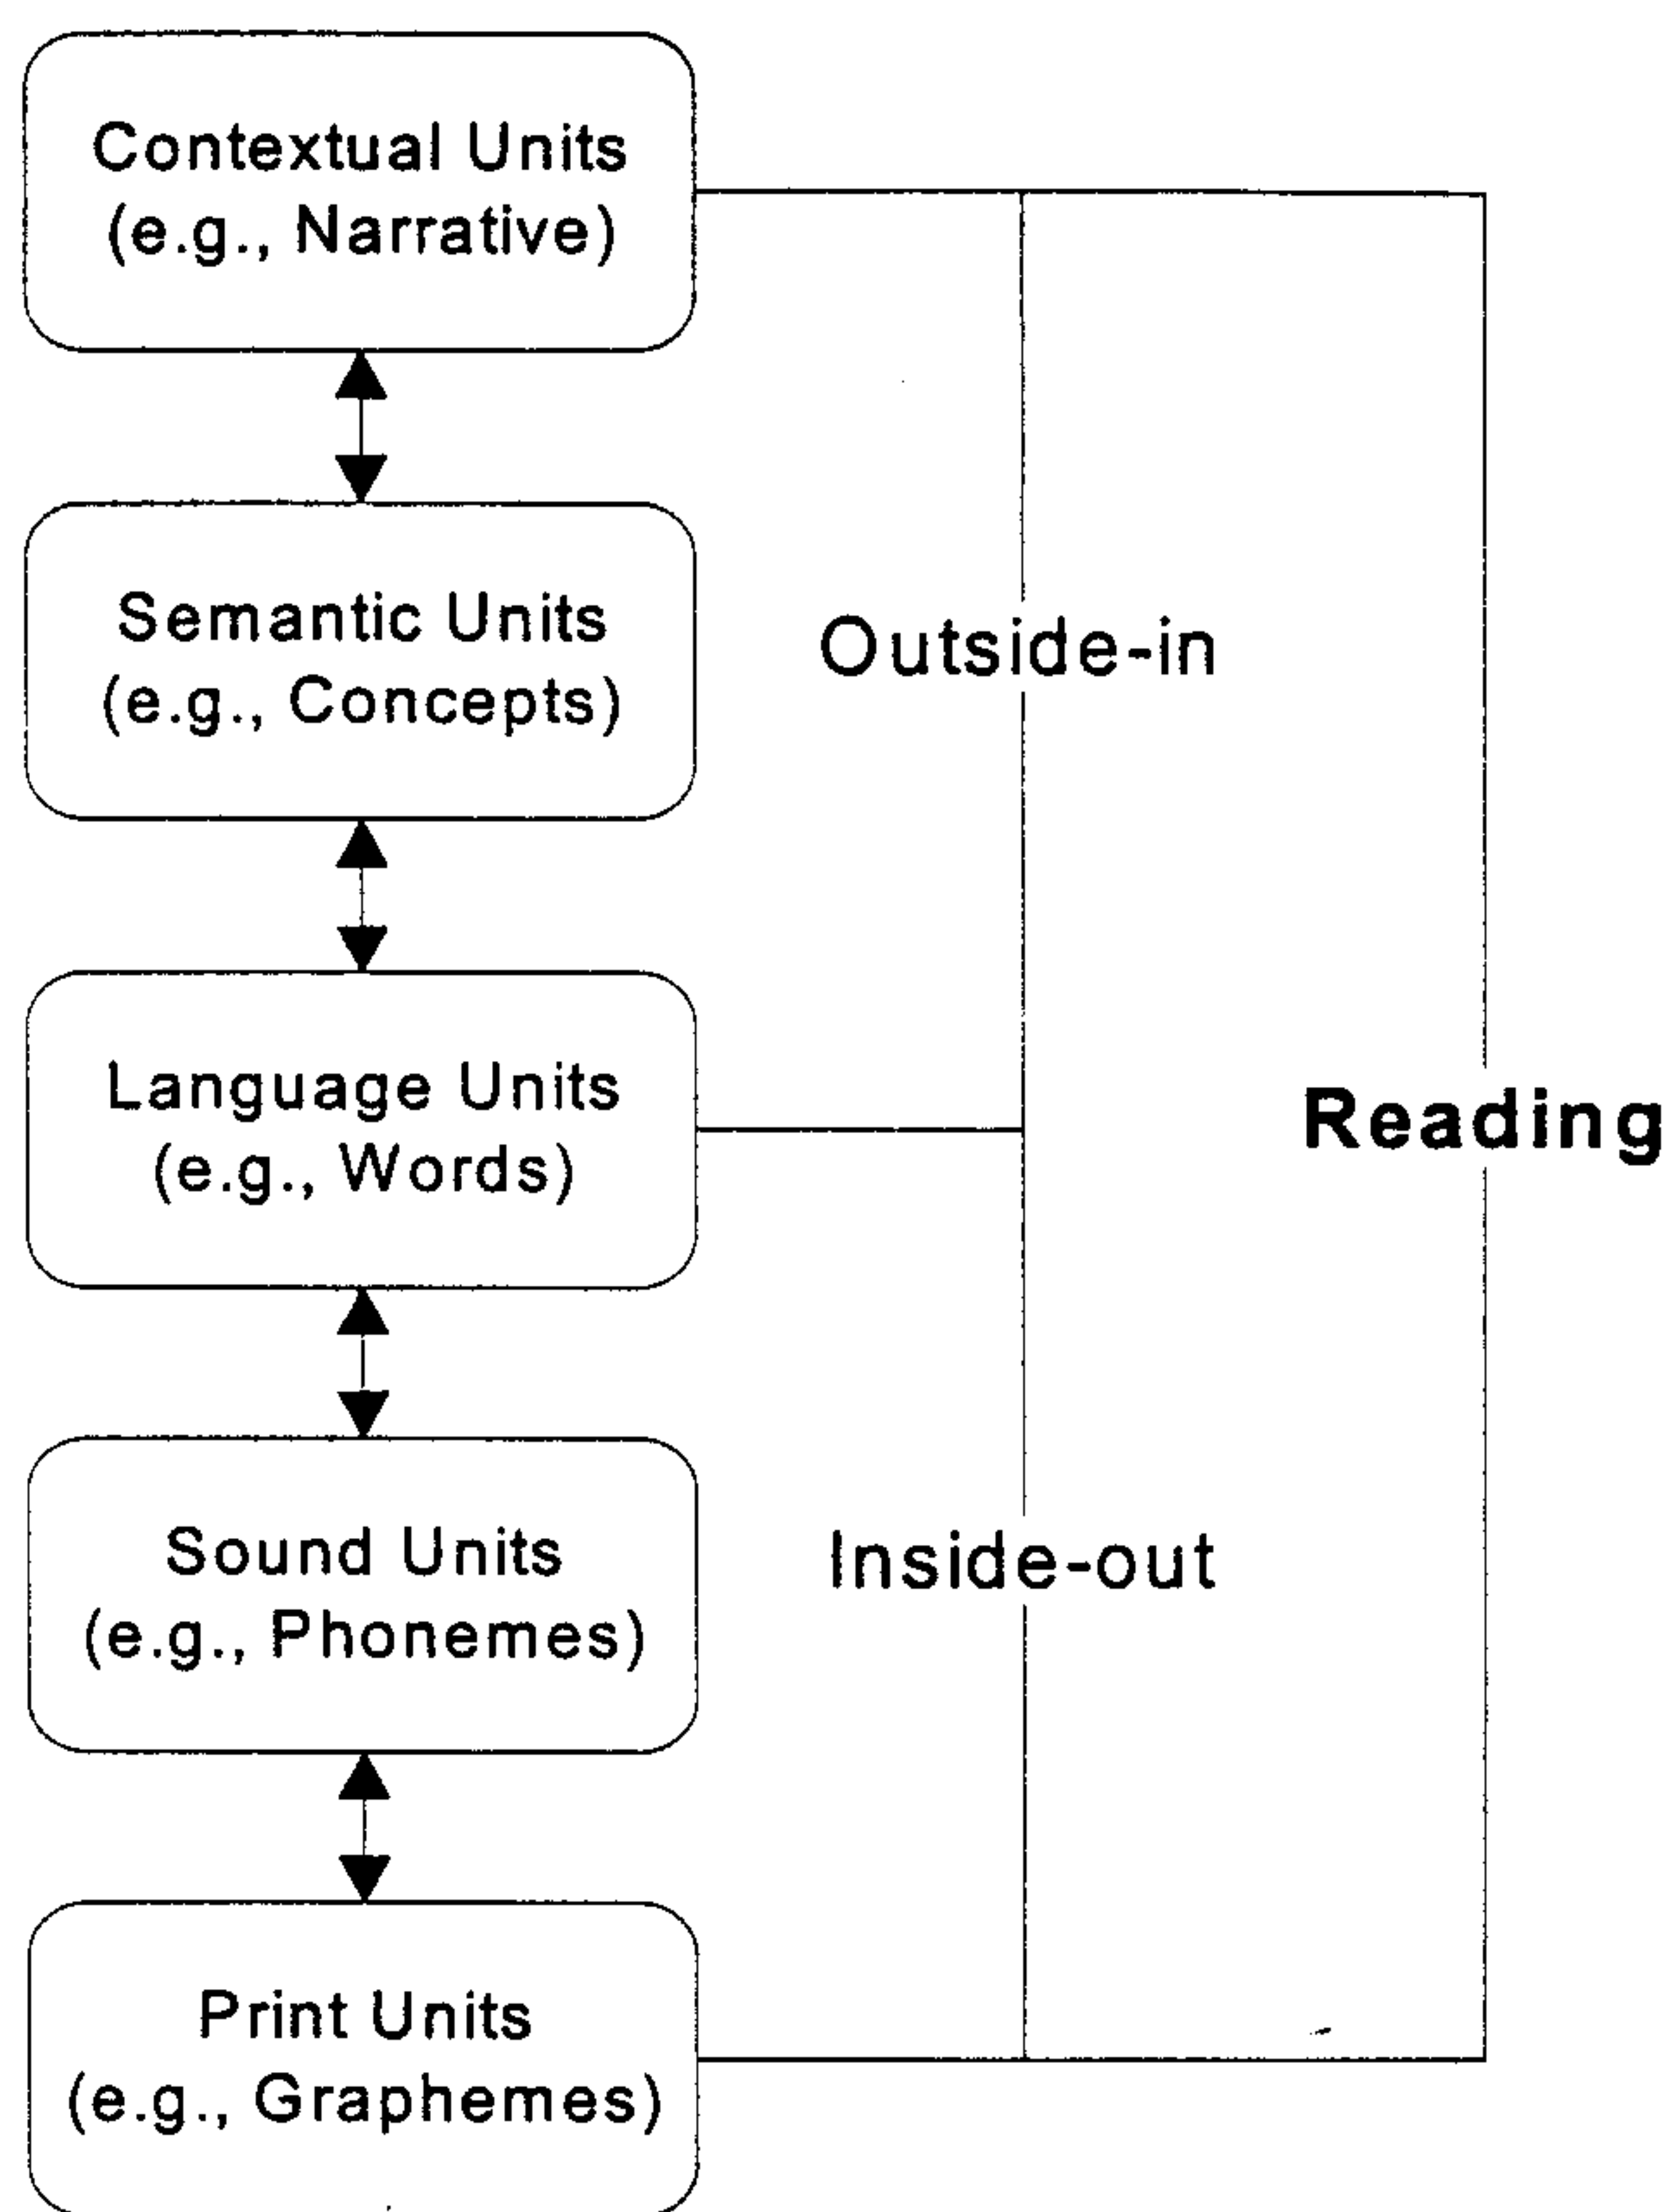 Contextual Units
(e.g., Narrative)
Semantic Units
(e.g., Concepts)
Outside-in
Language Units
(e.g., Words)
Reading
Sound Units
(e.g., Phonemes)
Inside-out
Print Units
(e.g., Graphemes)